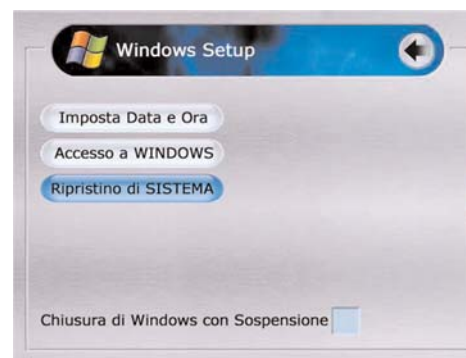 Windows Setup
Imposta Data e Ora
Accesso a WINDOWS
Ripristino di SISTEMA
Chiusura di Windows con Sospensione